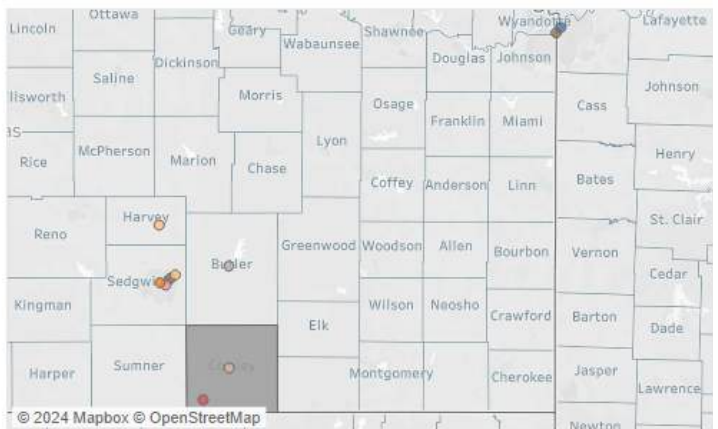 Ottawa
Shawnee
Wyandotte
Lafayette
Lincoln
Geary
Wabaunsee
Dickinson
Douglas
Johnson
Saline
Morris
Osage
Cass
Johnson
llsworth
Franklin
Miami
as
Rice
McPherson
Marion
Chase
Lyon
Henry
Coffey
Anderson
Linn
Bates
Harvey
St. Clair
Reno
Greenwood
Woodson
Allen
Bourbon
Vernon
Butler
Cedar
Kingman
Wilson
Neosho
Crawford
Barton
Elk
Dade
Harper
Sumner
Montgomery
Cherokee
Jasper
Lawrence
Newton
© 2024 Mapbox © OpenStreetMap